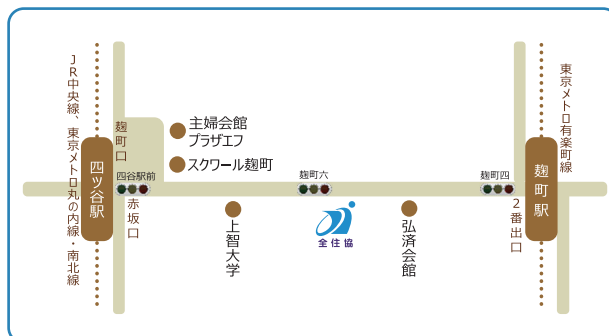 JR中央線、東京メトロ丸の内線・南北線
四ツ谷駅
麹町口
四谷駅前
赤坂口
主婦会館
プラザエフ
スクワール麹町
上智大学
麹町六
全住協
弘済会館
麹町四
2番出口
麹町駅
東京メトロ有楽町線